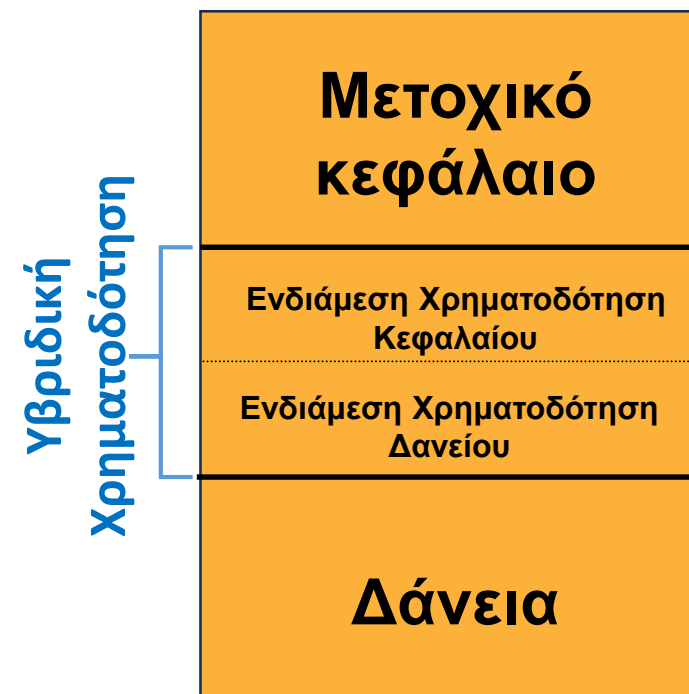 Μετοχικό
κεφάλαιο
Υβριδική
Χρηματοδότηση
Ενδιάμεση Χρηματοδότηση
Κεφαλαίου
Ενδιάμεση Χρηματοδότηση
Δανείου
Δάνεια